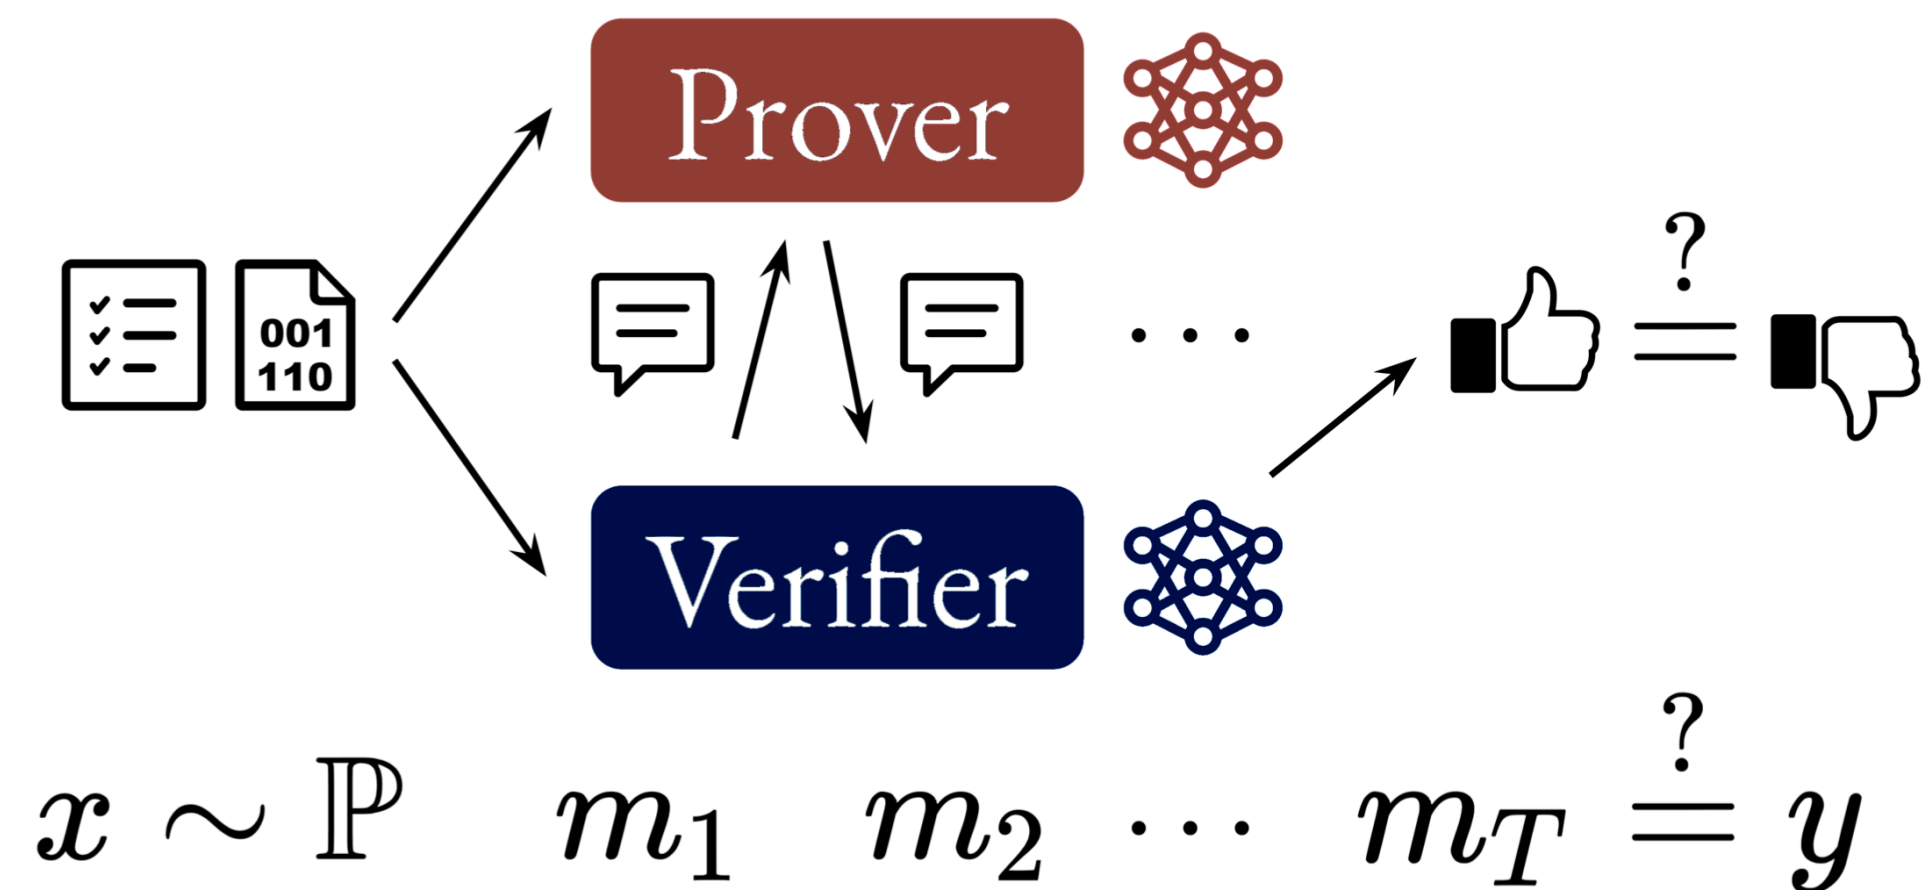 Prover
001
110
· · ·
? =
Verifier
x ∼ ℙ m₁ m₂ · · · m_T ≟ y